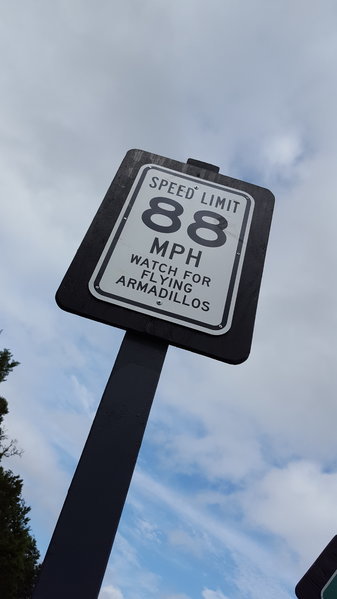 SPEED LIMIT
88
MPH
WATCH FOR
FLYING
ARMADILLOS